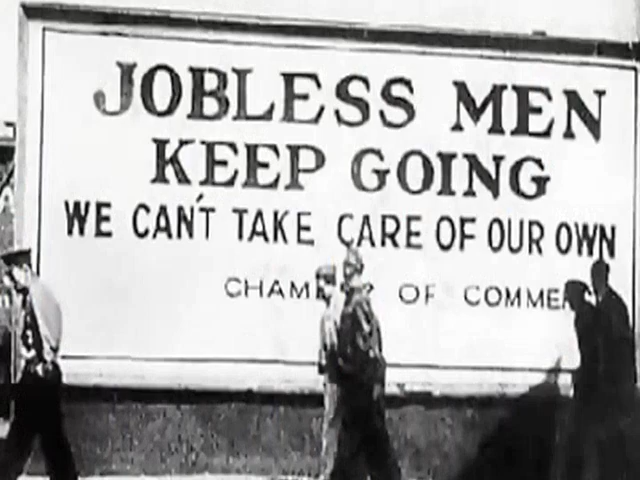 JOBLESS MEN
KEEP GOING
WE CAN'T TAKE CARE OF OUR OWN
OF